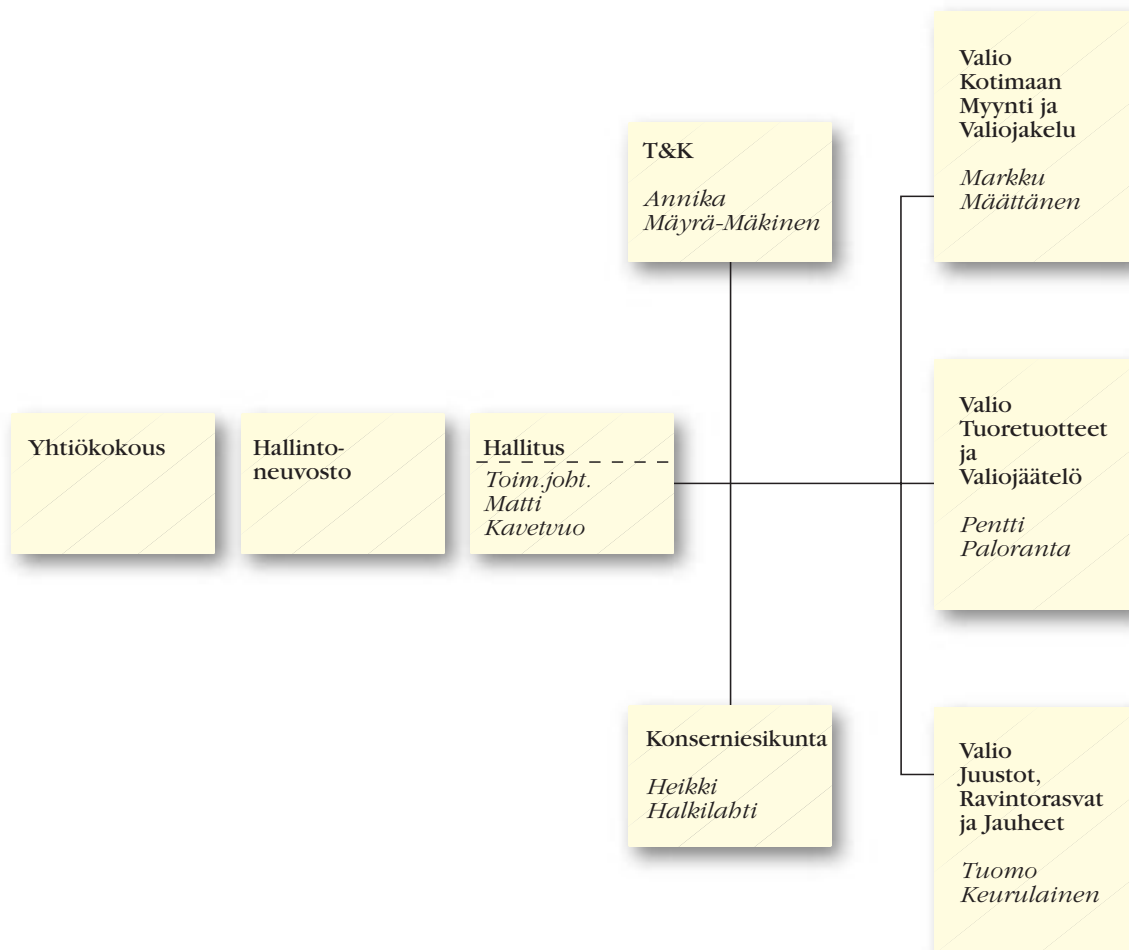 Yhtiökokous
Hallinto-
neuvosto
Hallitus
Toim.joht.
Matti
Kavetvuo
T&K
Annika
Mäyrä-Mäkinen
Konserniesikunta
Heikki
Halkilahti
Valio
Kotimaan
Myynti ja
Valiojakelu
Markku
Määttänen
Valio
Tuoretuotteet
ja
Valiojäätelö
Pentti
Paloranta
Valio
Juustot,
Ravintorasvat
ja Jauheet
Tuomo
Keurulainen